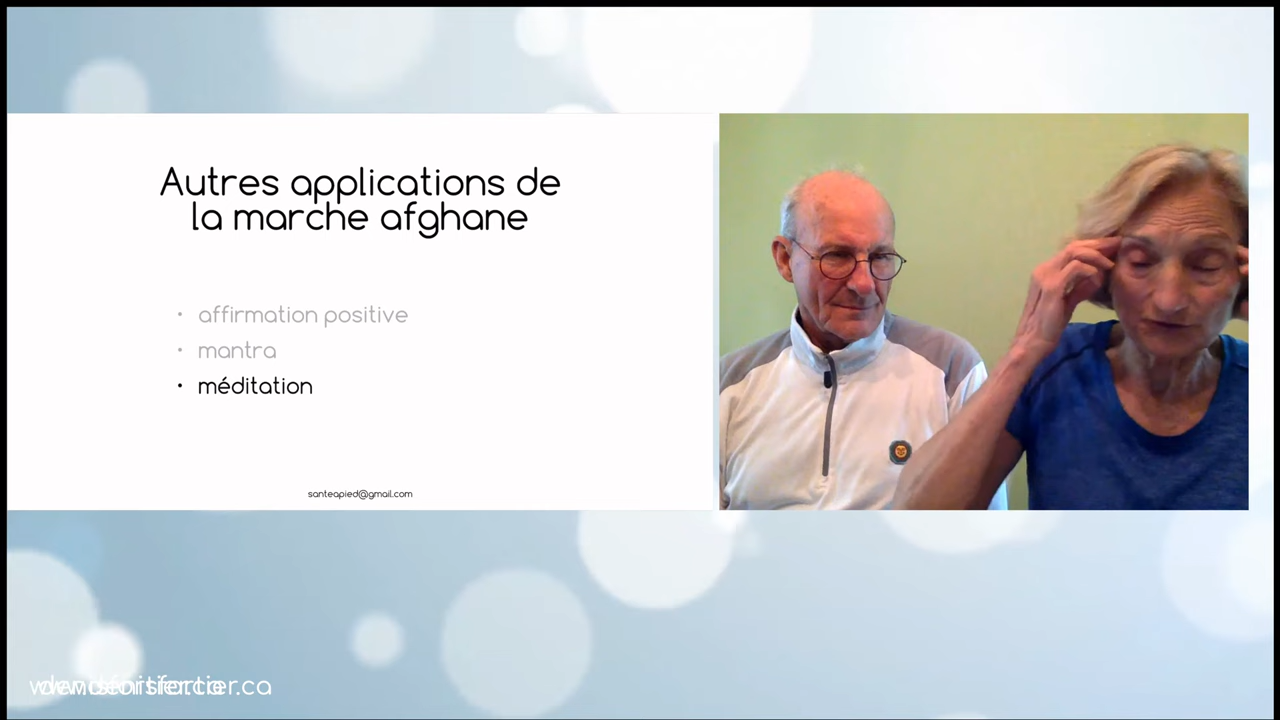 Autres applications de
la marche afghane
• affirmation positive
• mantra
• méditation
santeapied@gmail.com